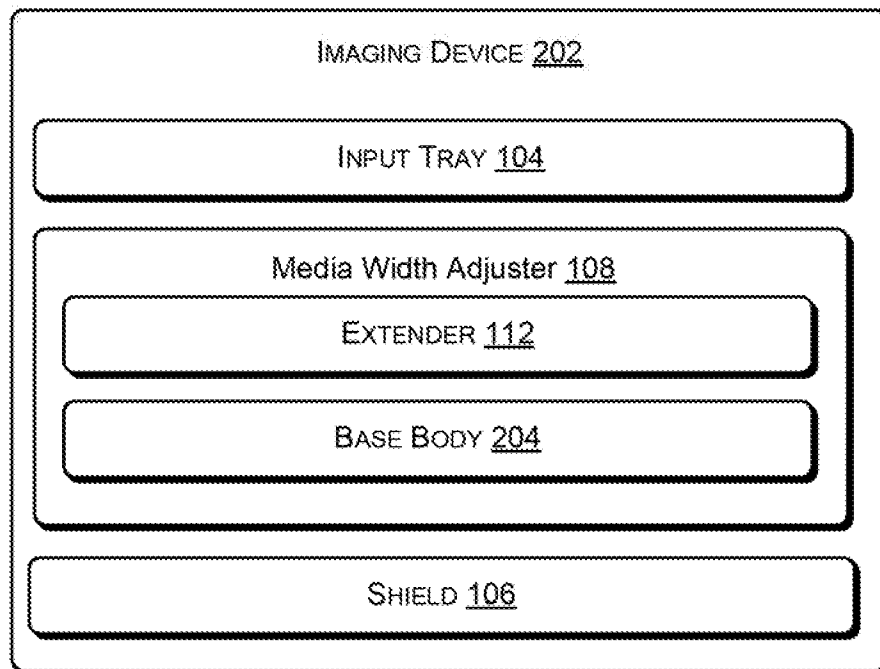 IMAGING DEVICE 202
INPUT TRAY 104
Media Width Adjuster 108
EXTENDER 112
BASE BODY 204
SHIELD 106